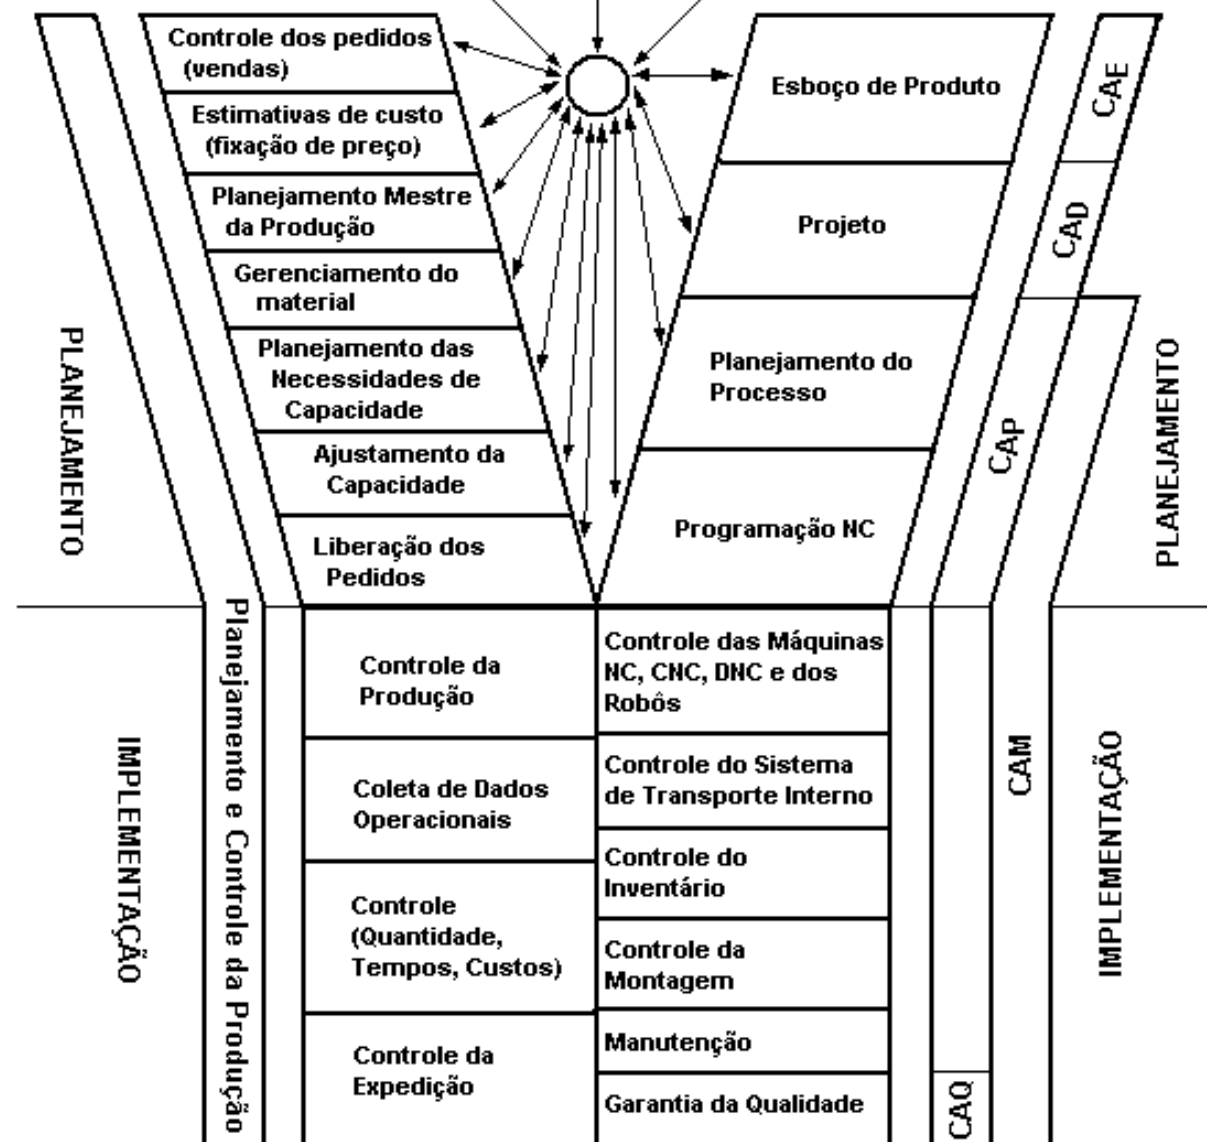 Controle dos pedidos
(vendas)
Estimativas de custo
(fixação de preço)
Planejamento Mestre
da Produção
Gerenciamento do
material
Planejamento das
Necessidades de
Capacidade
Ajustamento da
Capacidade
Liberação dos
Pedidos
Esboço de Produto
Projeto
Planejamento do
Processo
Programação NC
CAE
CAD
CAP
PLANEJAMENTO
PLANEJAMENTO
Planejamento e Controle da Produção
IMPLEMENTAÇÃO
Controle da
Produção
Coleta de Dados
Operacionais
Controle
(Quantidade,
Tempos, Custos)
Controle da
Expedição
Controle das Máquinas
NC, CNC, DNC e dos
Robôs
Controle do Sistema
de Transporte Interno
Controle do
Inventário
Controle da
Montagem
Manutenção
Garantia da Qualidade
CAQ
CAM
IMPLEMENTAÇÃO